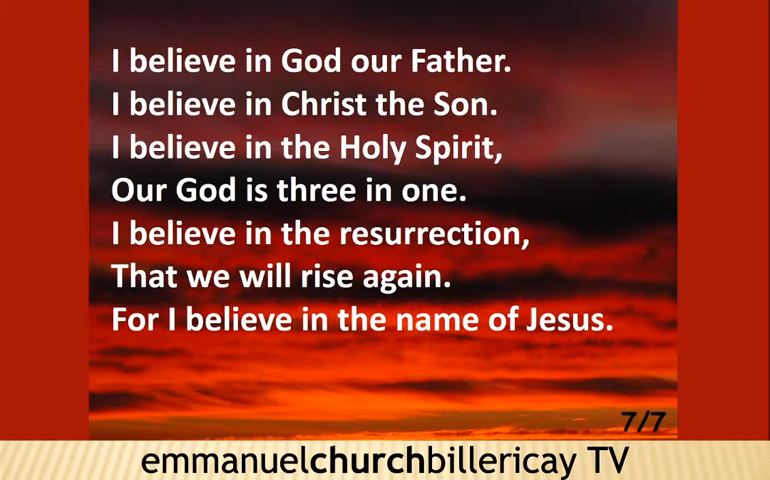 I believe in God our Father.
I believe in Christ the Son.
I believe in the Holy Spirit,
Our God is three in one.
I believe in the resurrection,
That we will rise again.
For I believe in the name of Jesus.
7/7
emmanuelchurchbillericay TV